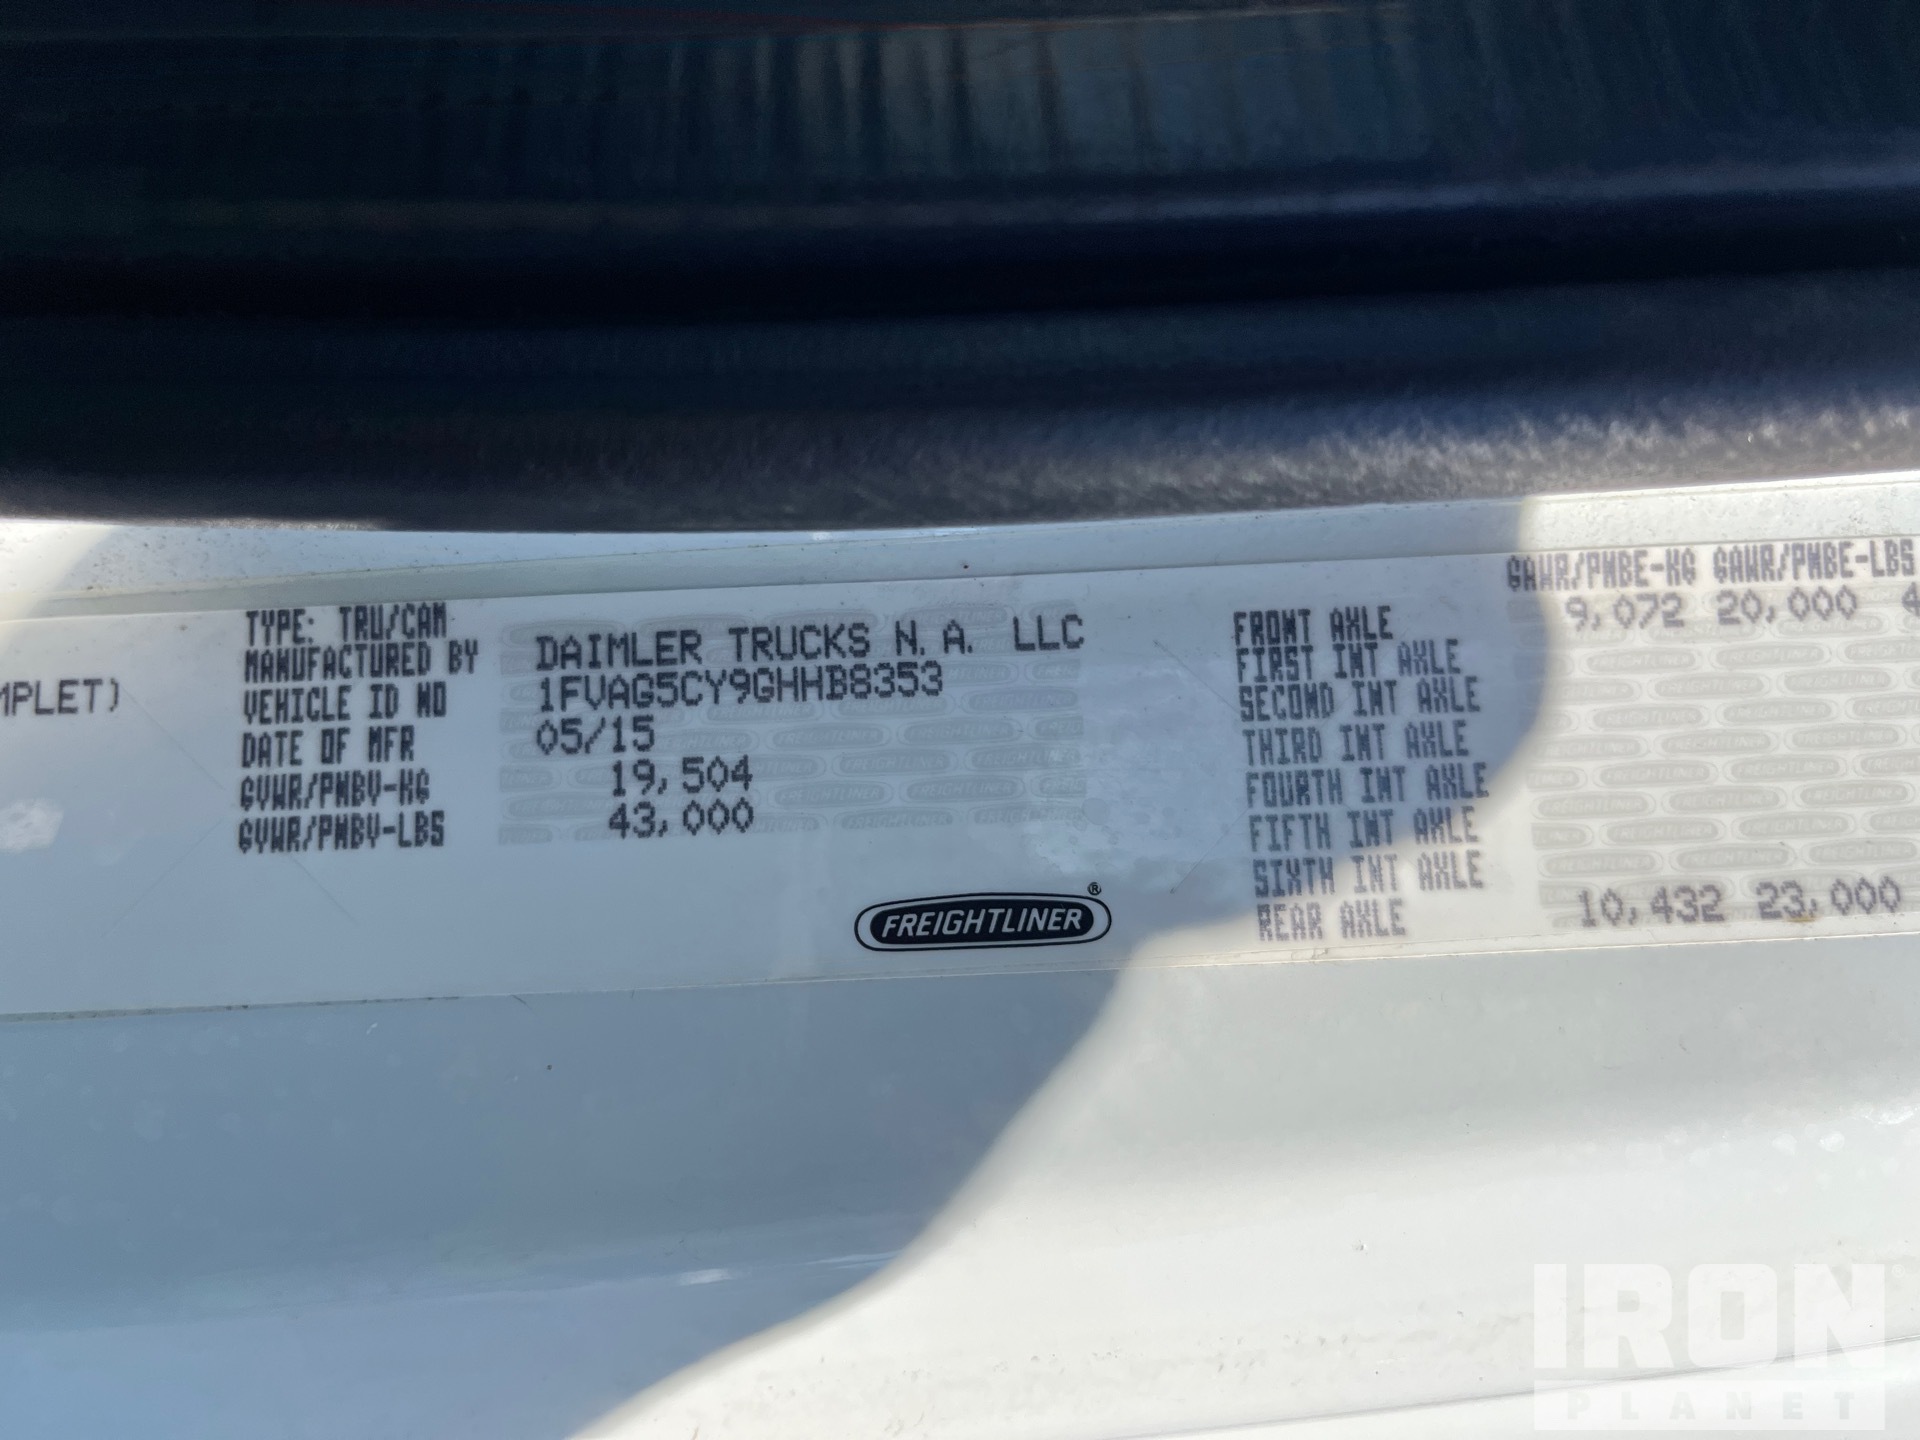 MPLET)
TYPE: TRU/CAM
MANUFACTURED BY DAIMLER TRUCKS N.A. LLC
VEHICLE ID NO 1FVAG5CY9GHHB8353
DATE OF MFR 05/15
GVWR/PNBV-KG 19,504
GVWR/PNBV-LBS 43,000
FREIGHTLINER®
GAWR/PNBE-KG GAWR/PNBE-LBS
FRONT AXLE 9,072 20,000 4
FIRST INT AXLE
SECOND INT AXLE
THIRD INT AXLE
FOURTH INT AXLE
FIFTH INT AXLE
SIXTH INT AXLE
REAR AXLE 10,432 23,000
IRON
PLANET